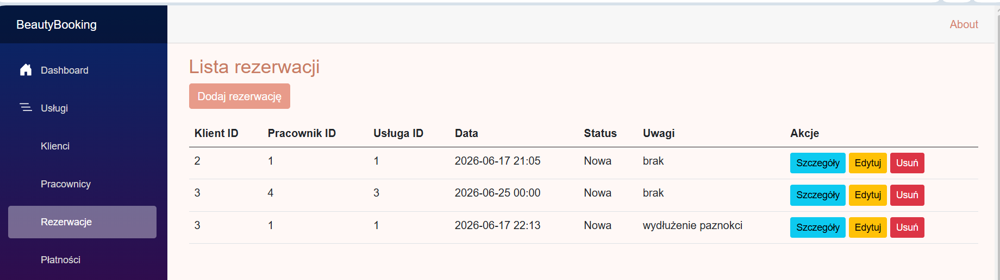 BeautyBooking
About
Dashboard
Usługi
Klienci
Pracownicy
Rezerwacje
Płatności
Lista rezerwacji
Dodaj rezerwację
Klient ID Pracownik ID Usługa ID Data Status Uwagi Akcje
2 1 1 2026-06-17 21:05 Nowa brak Szczegóły Edytuj Usuń
3 4 3 2026-06-25 00:00 Nowa brak Szczegóły Edytuj Usuń
3 1 1 2026-06-17 22:13 Nowa wydłużenie paznokci Szczegóły Edytuj Usuń